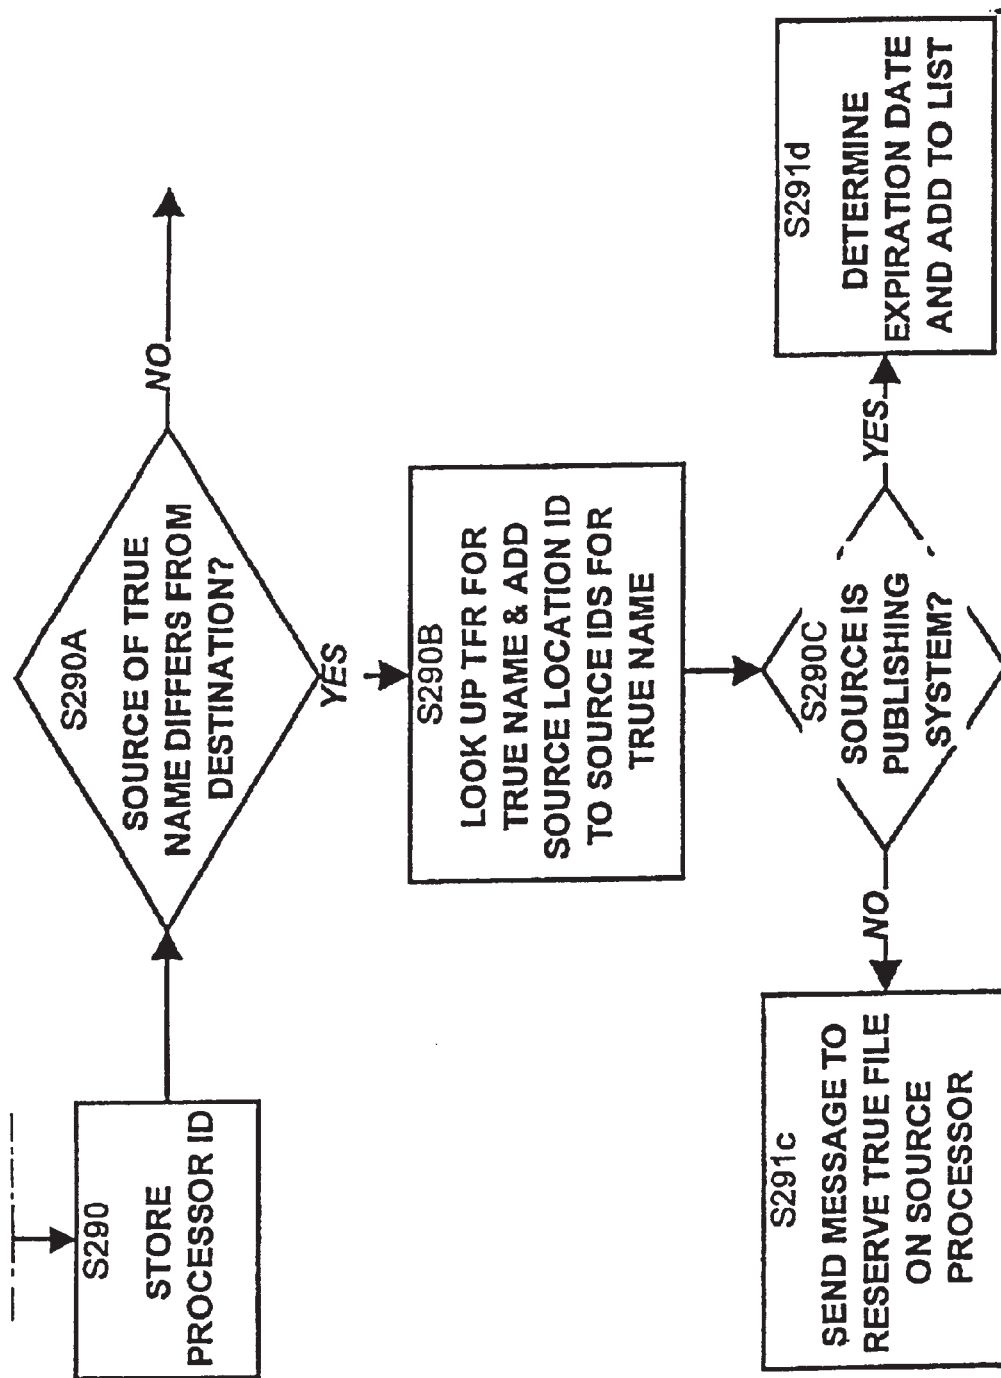 S290
STORE
PROCESSOR ID
S290A
SOURCE OF TRUE
NAME DIFFERS FROM
DESTINATION?
NO
YES
S290B
LOOK UP TFR FOR
TRUE NAME & ADD
SOURCE LOCATION ID
TO SOURCE IDS FOR
TRUE NAME
S290C
SOURCE IS
PUBLISHING
SYSTEM?
NO
YES
S291c
SEND MESSAGE TO
RESERVE TRUE FILE
ON SOURCE
PROCESSOR
S291d
DETERMINE
EXPIRATION DATE
AND ADD TO LIST